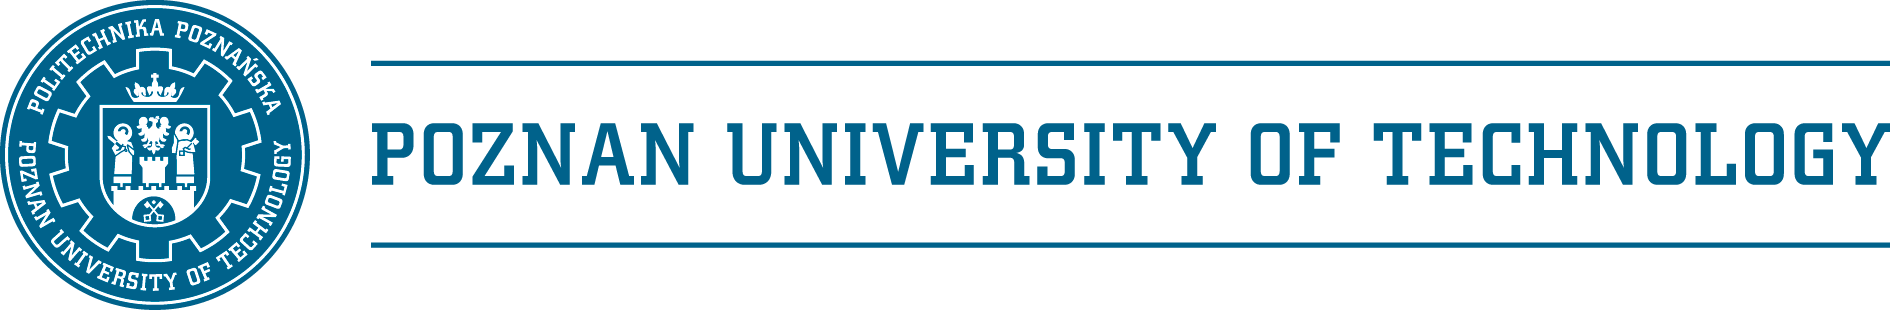 POLITECHNIKA POZNAŃSKA
POZNAN UNIVERSITY OF TECHNOLOGY
POZNAN UNIVERSITY OF TECHNOLOGY